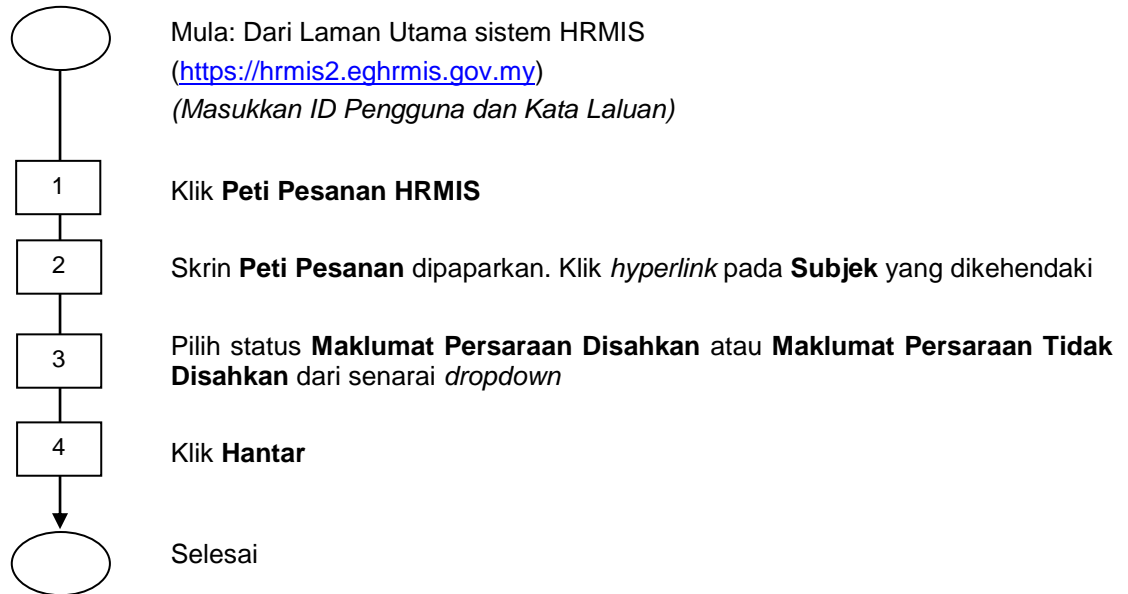 Mula: Dari Laman Utama sistem HRMIS
(https://hrmis2.eghrmis.gov.my)
(Masukkan ID Pengguna dan Kata Laluan)
1
Klik Peti Pesanan HRMIS
2
Skrin Peti Pesanan dipaparkan. Klik hyperlink pada Subjek yang dikehendaki
3
Pilih status Maklumat Persaraan Disahkan atau Maklumat Persaraan Tidak
Disahkan dari senarai dropdown
4
Klik Hantar
Selesai